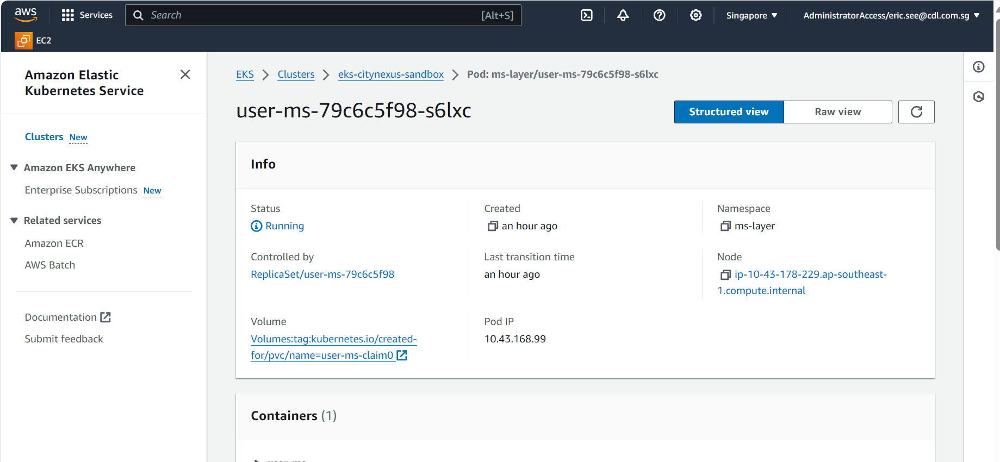 aws
Services
Search
[Alt+S]
Singapore
AdministratorAccess/eric.see@cdl.com.sg
EC2
Amazon Elastic
Kubernetes Service
Clusters New
Amazon EKS Anywhere
Enterprise Subscriptions New
Related services
Amazon ECR
AWS Batch
Documentation
Submit feedback
EKS
Clusters
eks-citynexus-sandbox
Pod: ms-layer/user-ms-79c6c5f98-s6lxc
user-ms-79c6c5f98-s6lxc
Structured view
Raw view
Info
Status
Running
Created
an hour ago
Namespace
ms-layer
Controlled by
ReplicaSet/user-ms-79c6c5f98
Last transition time
an hour ago
Node
ip-10-43-178-229.ap-southeast-
1.compute.internal
Volume
Volumes:tag:kubernetes.io/created-
for/pvc/name=user-ms-claim0
Pod IP
10.43.168.99
Containers (1)